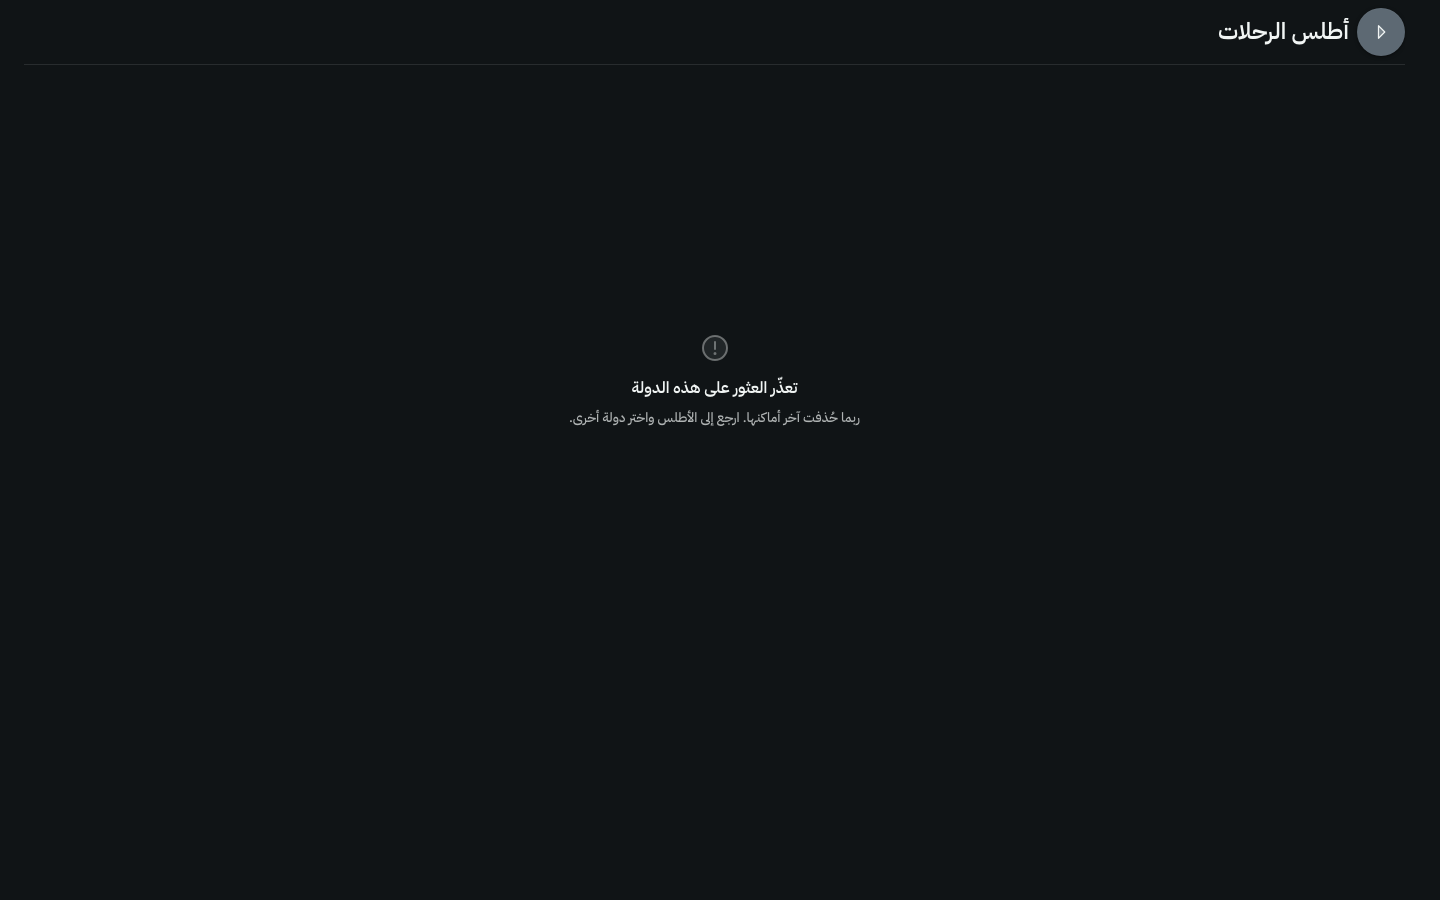 أطلس الرحلات
تعذّر العثور على هذه الدولة
ربما حُذفت آخر أماكنها. ارجع إلى الأطلس واختر دولة أخرى.